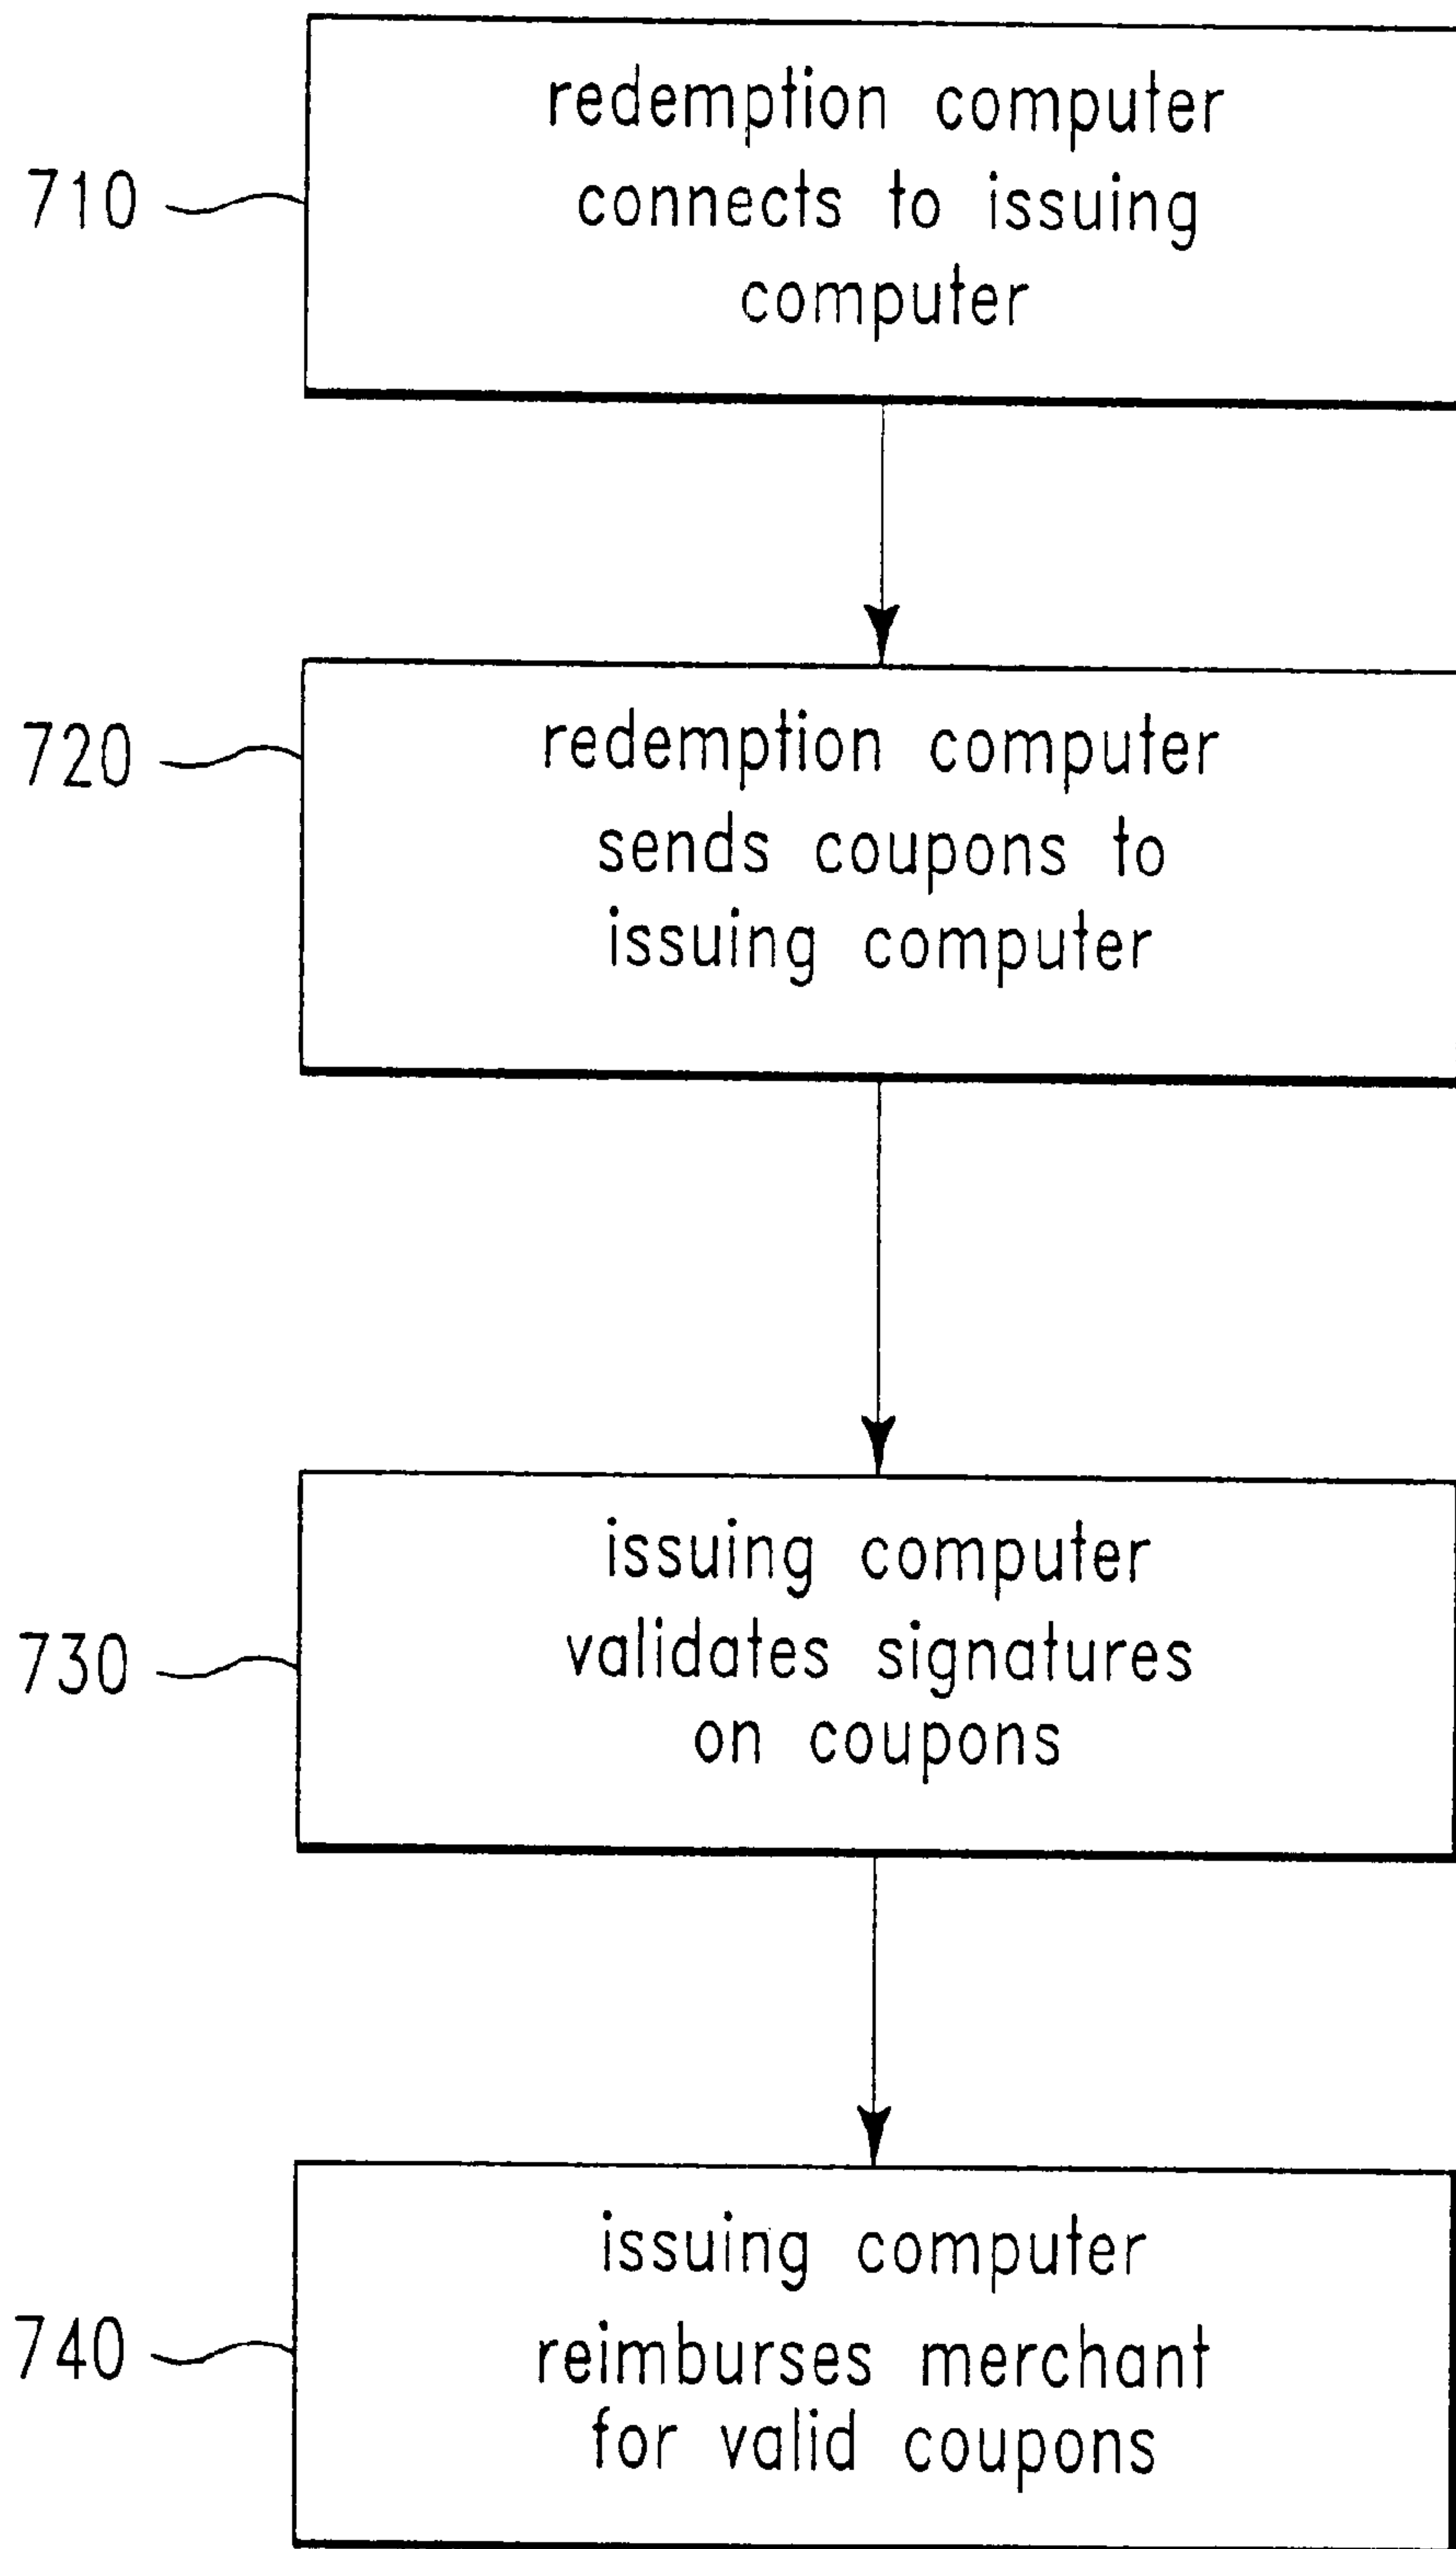 redemption computer
connects to issuing
computer
710
redemption computer
sends coupons to
issuing computer
720
issuing computer
validates signatures
on coupons
730
issuing computer
reimburses merchant
for valid coupons
740